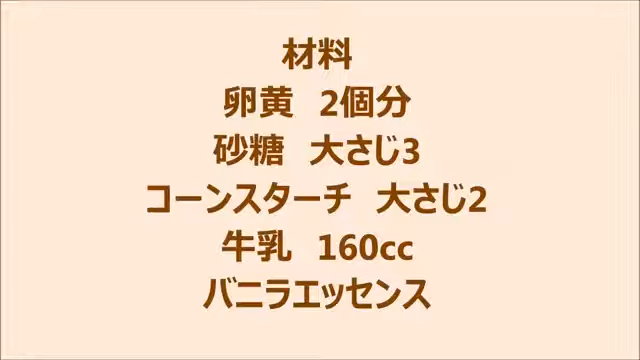 材料
卵黄 2個分
砂糖 大さじ3
コーンスターチ 大さじ2
牛乳 160cc
バニラエッセンス